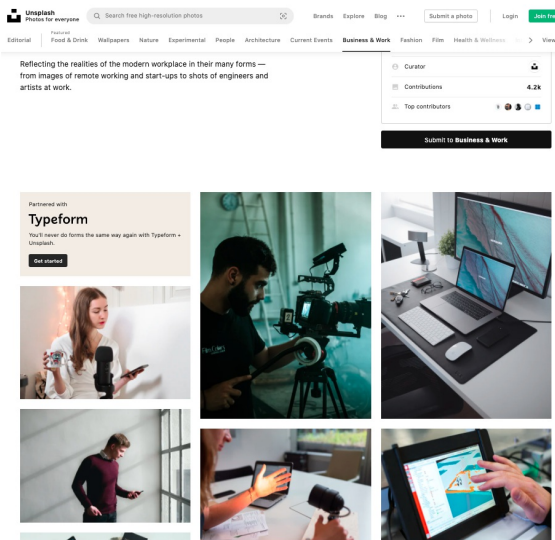 Unsplash
Photos for everyone
Search free high-resolution photos
Brands
Explore
Blog
Submit a photo
Login
Join free
Editorial
Featured
Food & Drink
Wallpapers
Nature
Experimental
People
Architecture
Current Events
Business & Work
Fashion
Film
Health & Wellness
View
Reflecting the realities of the modern workplace in their many forms —
from images of remote working and start-ups to shots of engineers and
artists at work.
Curator
Contributions
4.2k
Top contributors
Submit to Business & Work
Partnered with
Typeform
You'll never do forms the same way again with Typeform +
Unsplash.
Get started